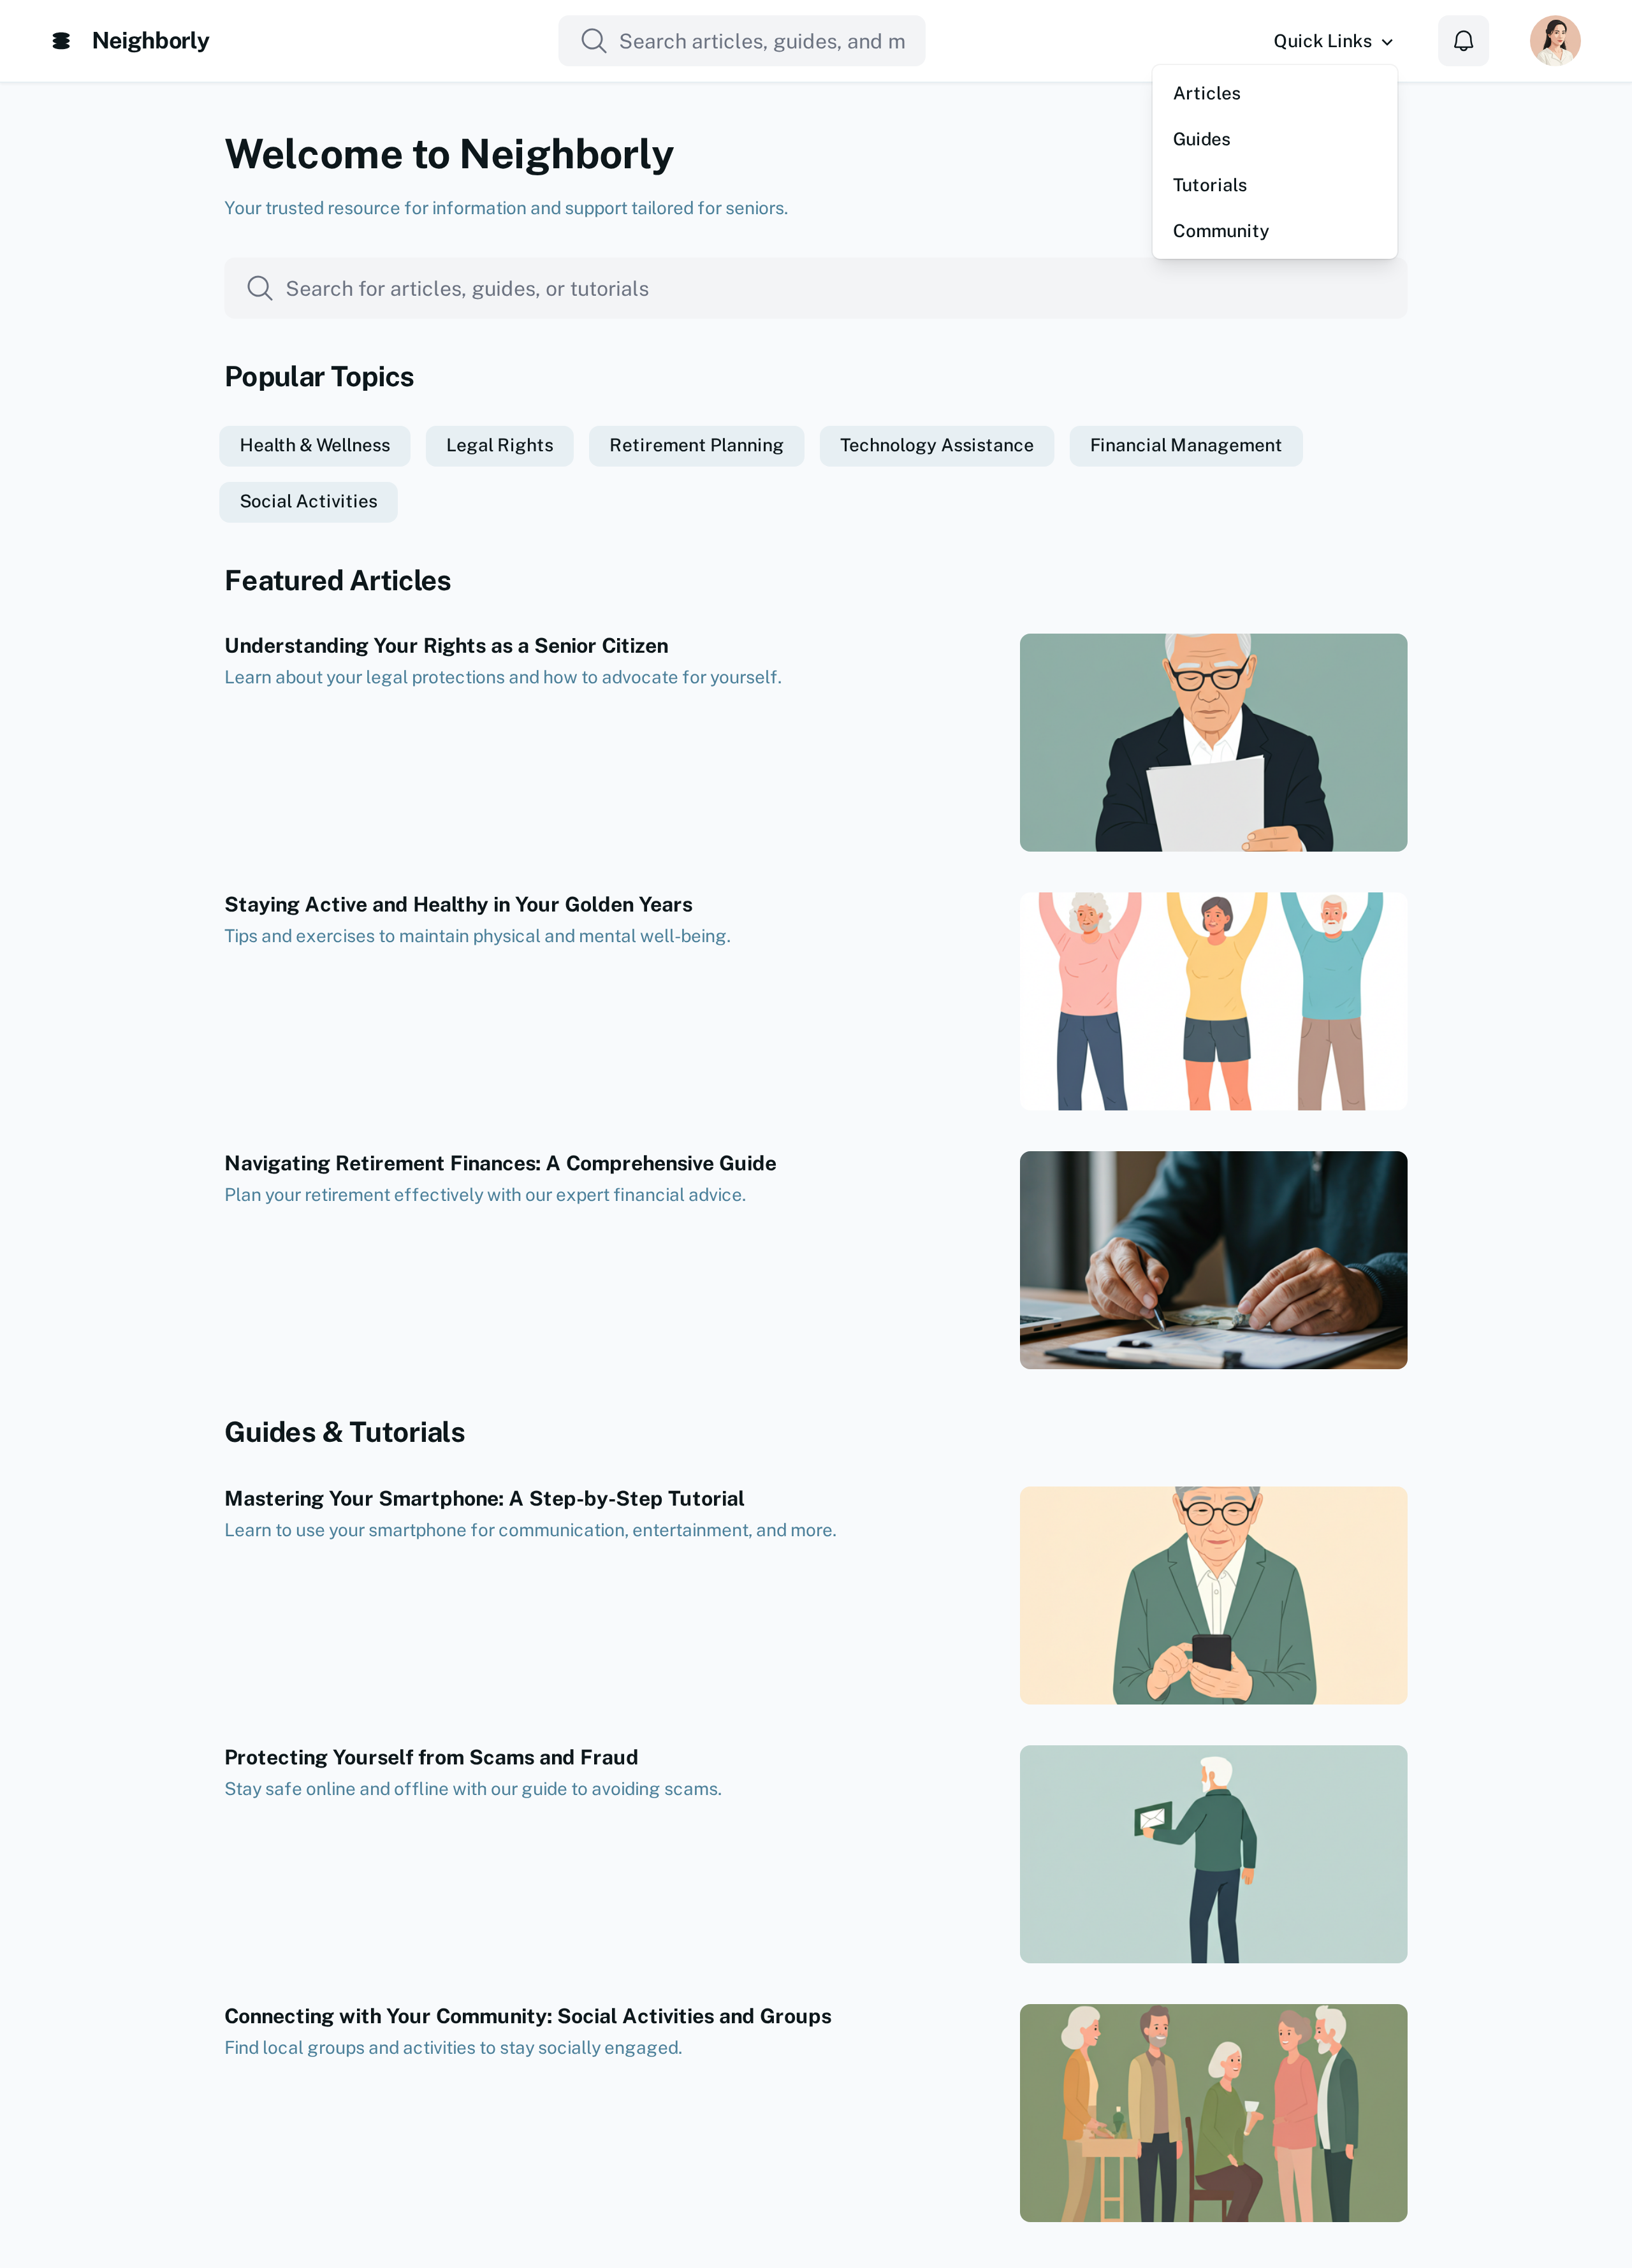 Neighborly
Search articles, guides, and m
Quick Links
Articles
Guides
Tutorials
Community
Welcome to Neighborly
Your trusted resource for information and support tailored for seniors.
Search for articles, guides, or tutorials
Popular Topics
Health & Wellness
Legal Rights
Retirement Planning
Technology Assistance
Financial Management
Social Activities
Featured Articles
Understanding Your Rights as a Senior Citizen
Learn about your legal protections and how to advocate for yourself.
Staying Active and Healthy in Your Golden Years
Tips and exercises to maintain physical and mental well-being.
Navigating Retirement Finances: A Comprehensive Guide
Plan your retirement effectively with our expert financial advice.
Guides & Tutorials
Mastering Your Smartphone: A Step-by-Step Tutorial
Learn to use your smartphone for communication, entertainment, and more.
Protecting Yourself from Scams and Fraud
Stay safe online and offline with our guide to avoiding scams.
Connecting with Your Community: Social Activities and Groups
Find local groups and activities to stay socially engaged.